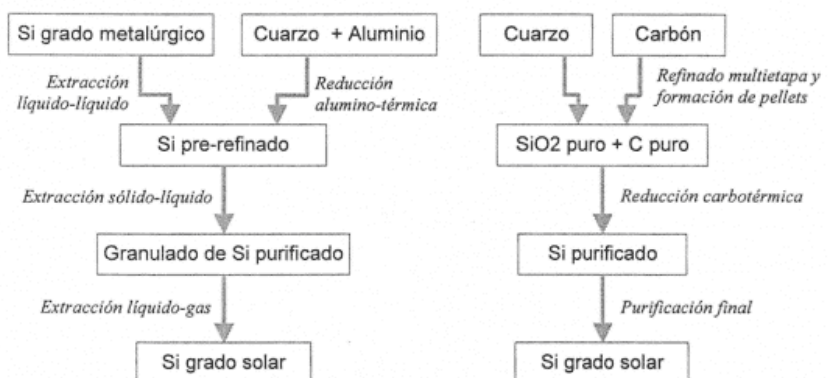 Si grado metalúrgico
Cuarzo + Aluminio
Extracción
líquido-líquido
Reducción
alumino-térmica
Si pre-refinado
Extracción sólido-líquido
Granulado de Si purificado
Extracción líquido-gas
Si grado solar
Cuarzo
Carbón
Refinado multietapa y
formación de pellets
SiO2 puro + C puro
Reducción carbotérmica
Si purificado
Purificación final
Si grado solar